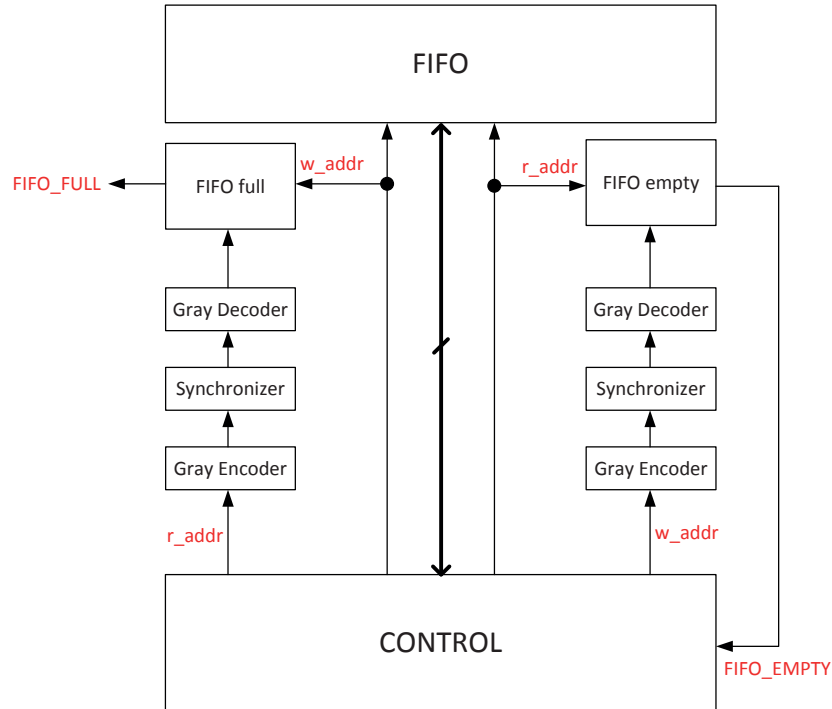 FIFO
w_addr
r_addr
FIFO_FULL
FIFO full
FIFO empty
Gray Decoder
Gray Decoder
Synchronizer
Synchronizer
Gray Encoder
Gray Encoder
r_addr
w_addr
CONTROL
FIFO_EMPTY